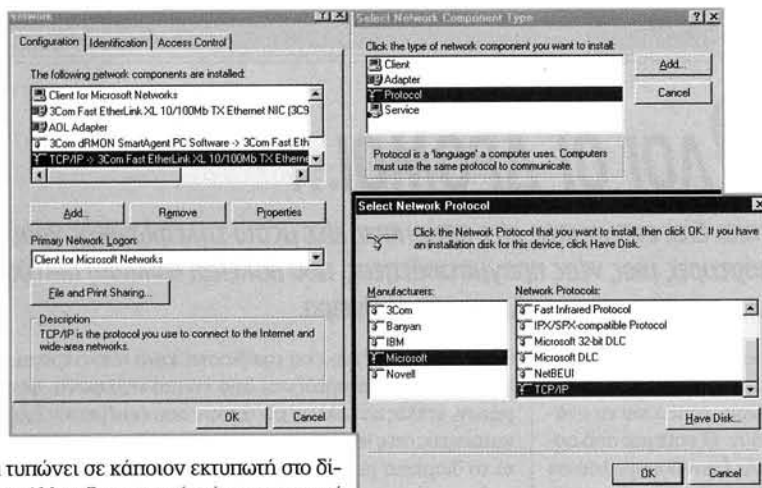 Network
Configuration
Identification
Access Control
The following network components are installed:
Client for Microsoft Networks
3Com Fast EtherLink XL 10/100Mb TX Ethernet NIC (3C9
AOL Adapter
3Com dRMON SmartAgent PC Software -> 3Com Fast Eth
TCP/IP -> 3Com Fast EtherLink XL 10/100Mb TX Etherne
Add...
Remove
Properties
Primary Network Logon:
Client for Microsoft Networks
File and Print Sharing...
Description
TCP/IP is the protocol you use to connect to the Internet and
wide-area networks.
OK
Cancel
Select Network Component Type
Click the type of network component you want to install:
Client
Adapter
Protocol
Service
Add...
Cancel
Protocol is a 'language' a computer uses. Computers
must use the same protocol to communicate.
Select Network Protocol
Click the Network Protocol that you want to install, then click OK. If you have
an installation disk for this device, click Have Disk.
Manufacturers:
3Com
Banyan
IBM
Microsoft
Novell
Network Protocols:
Fast Infrared Protocol
IPX/SPX-compatible Protocol
Microsoft 32-bit DLC
Microsoft DLC
NetBEUI
TCP/IP
Have Disk...
OK
Cancel
τυπώνει σε κάποιον εκτυπωτή στο δί-